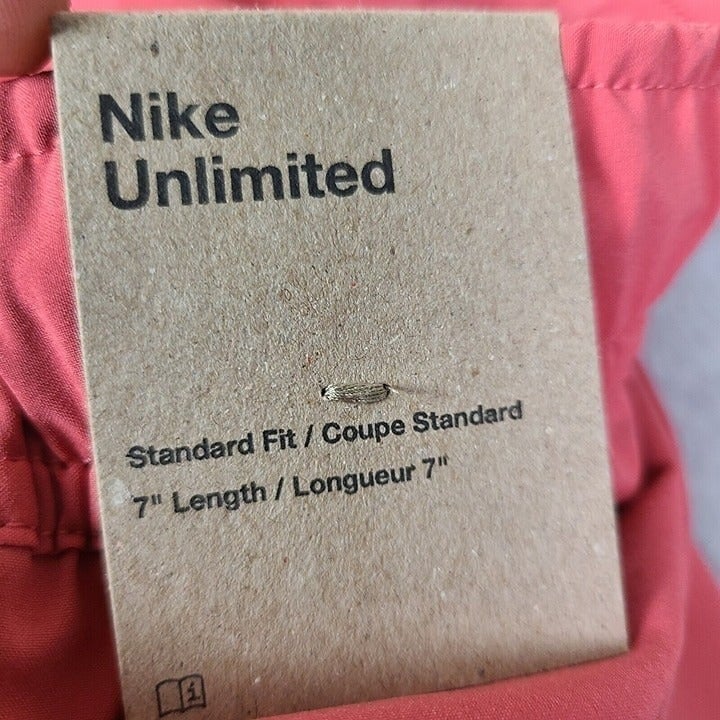 Nike
Unlimited
Standard Fit / Coupe Standard
7" Length / Longueur 7"
i